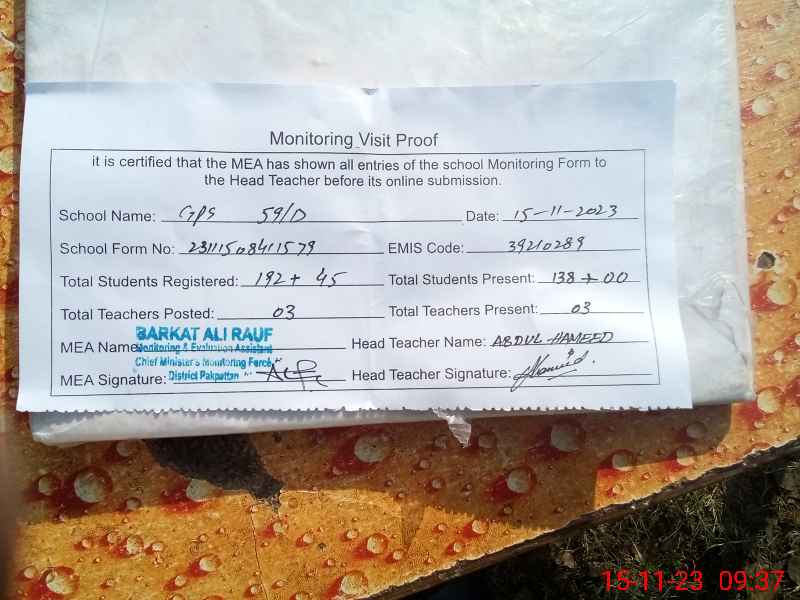 Monitoring Visit Proof
it is certified that the MEA has shown all entries of the school Monitoring Form to
the Head Teacher before its online submission.
School Name: GPS 59/D Date: 15-11-2023
School Form No: 23111508411579 EMIS Code: 39210289
Total Students Registered: 192 + 45 Total Students Present: 138 + 00
Total Teachers Posted: 03 Total Teachers Present: 03
BARKAT ALI RAUF
MEA Name Monitoring & Evaluation Assistant Head Teacher Name: ABDUL HAMEED
Chief Minister's Monitoring Force
MEA Signature: District Pakpattan Head Teacher Signature: Hameed
15-11-23 09:37